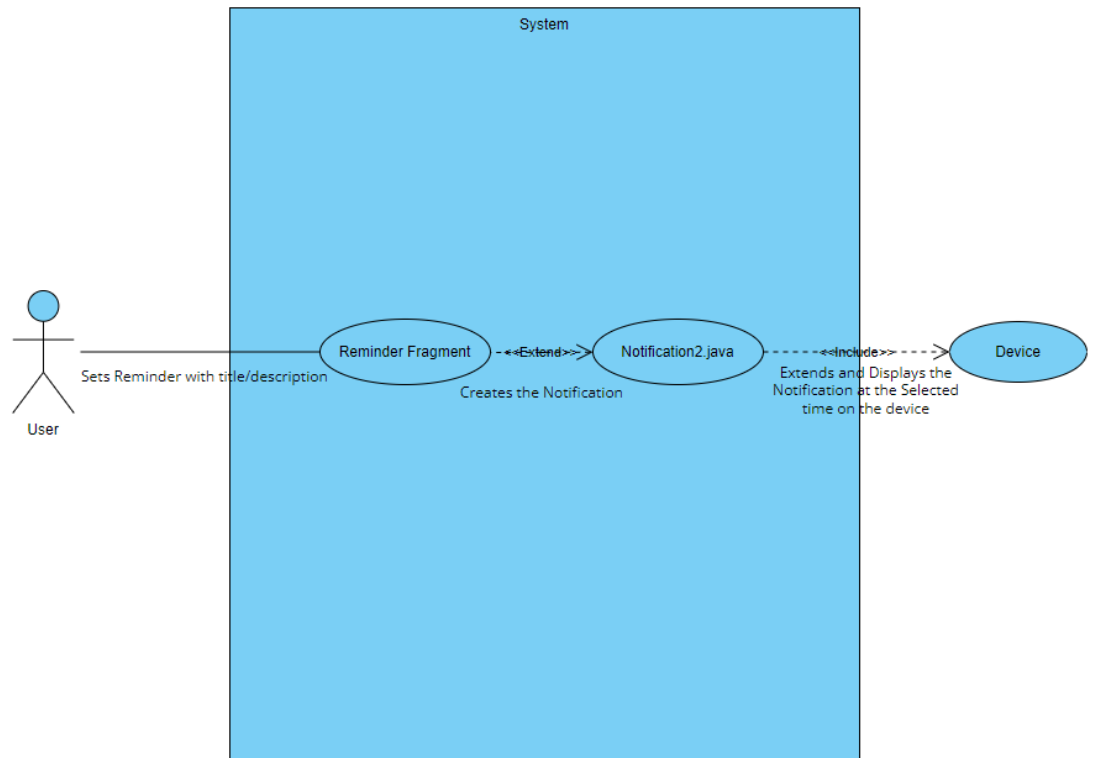 System
Reminder Fragment
<<Extend>>
Notification2.java
<<Include>>
Device
Sets Reminder with title/description
Creates the Notification
Extends and Displays the
Notification at the Selected
time on the device
User